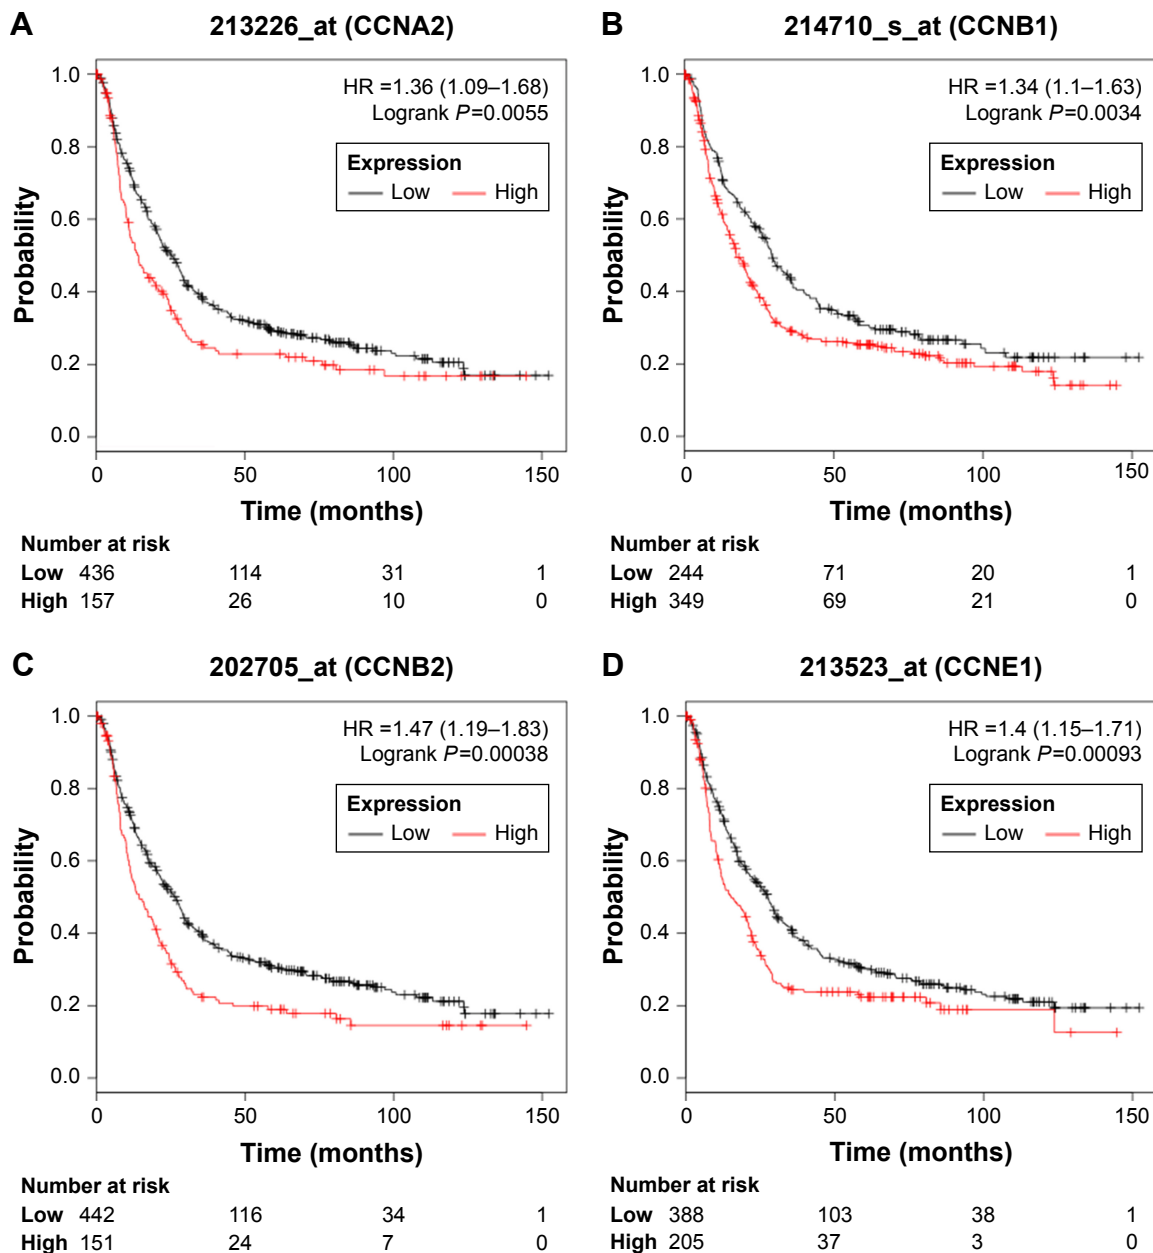 A 213226_at (CCNA2)
HR =1.36 (1.09–1.68)
Logrank P=0.0055
Expression
Low High
Probability
1.0
0.8
0.6
0.4
0.2
0.0
0 50 100 150
Time (months)
Number at risk
Low 436 114 31 1
High 157 26 10 0
B 214710_s_at (CCNB1)
HR =1.34 (1.1–1.63)
Logrank P=0.0034
Expression
Low High
Probability
1.0
0.8
0.6
0.4
0.2
0.0
0 50 100 150
Time (months)
Number at risk
Low 244 71 20 1
High 349 69 21 0
C 202705_at (CCNB2)
HR =1.47 (1.19–1.83)
Logrank P=0.00038
Expression
Low High
Probability
1.0
0.8
0.6
0.4
0.2
0.0
0 50 100 150
Time (months)
Number at risk
Low 442 116 34 1
High 151 24 7 0
D 213523_at (CCNE1)
HR =1.4 (1.15–1.71)
Logrank P=0.00093
Expression
Low High
Probability
1.0
0.8
0.6
0.4
0.2
0.0
0 50 100 150
Time (months)
Number at risk
Low 388 103 38 1
High 205 37 3 0